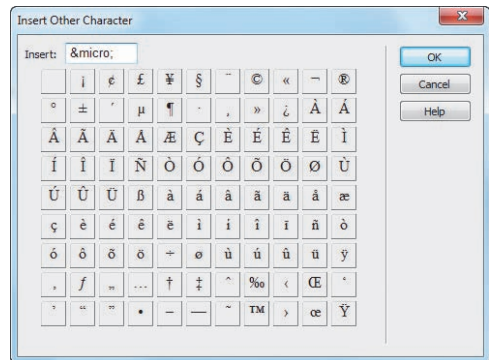 Insert Other Character
Insert: &micro;
OK
Cancel
Help
¡ ¢ £ ¥ § ¨ © « ¬ ®
° ± ´ µ ¶ · ¸ » ¿ À Á
Â Ã Ä Å Æ Ç È É Ê Ë Ì
Í Î Ï Ñ Ò Ó Ô Õ Ö Ø Ù
Ú Û Ü ß à á â ã ä å æ
ç è é ê ë ì í î ï ñ ò
ó ô õ ö ÷ ø ù ú û ü ÿ
‚ ƒ „ … † ‡ ˆ ‰ ‹ Œ ‘
’ “ ” • – — ˜ ™ › œ Ÿ